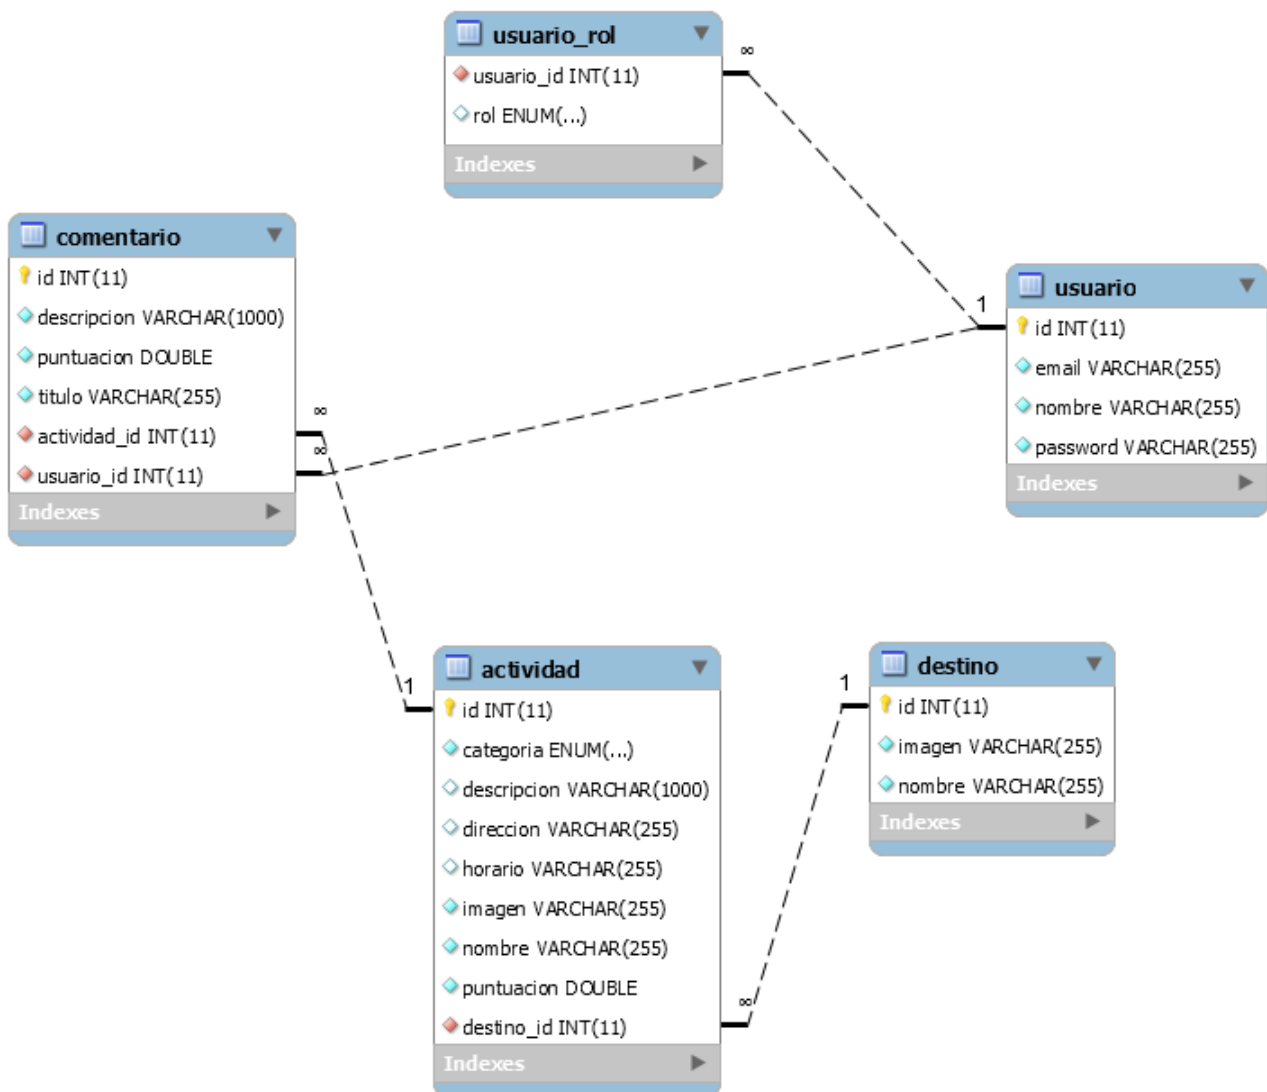 usuario_rol
usuario_id INT(11)
rol ENUM(...)
Indexes
∞
comentario
id INT(11)
descripcion VARCHAR(1000)
puntuacion DOUBLE
titulo VARCHAR(255)
actividad_id INT(11)
usuario_id INT(11)
Indexes
∞
∞
1
usuario
id INT(11)
email VARCHAR(255)
nombre VARCHAR(255)
password VARCHAR(255)
Indexes
1
actividad
id INT(11)
categoria ENUM(...)
descripcion VARCHAR(1000)
direccion VARCHAR(255)
horario VARCHAR(255)
imagen VARCHAR(255)
nombre VARCHAR(255)
puntuacion DOUBLE
destino_id INT(11)
Indexes
∞
1
destino
id INT(11)
imagen VARCHAR(255)
nombre VARCHAR(255)
Indexes